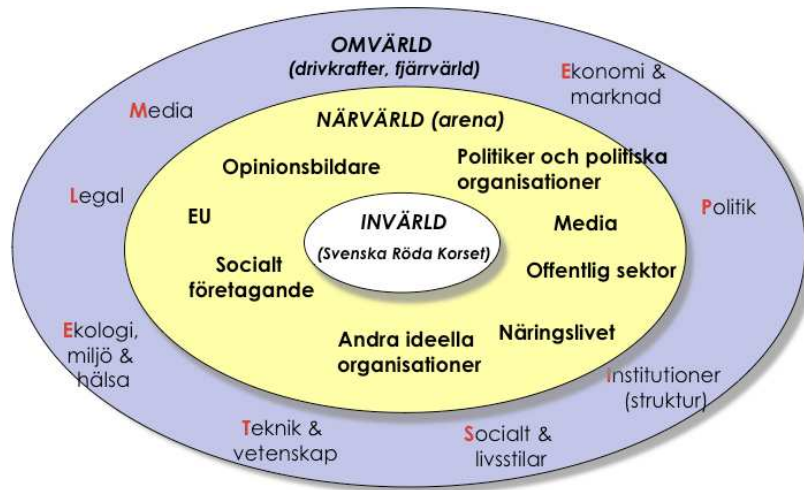 OMVÄRLD
(drivkrafter, fjärrvärld)
Ekonomi &
marknad
Media
NÄRVÄRLD (arena)
Opinionsbildare
Politiker och politiska
organisationer
Legal
EU
INVÄRLD
(Svenska Röda Korset)
Media
Politik
Socialt
företagande
Offentlig sektor
Andra ideella
organisationer
Näringslivet
Ekologi,
miljö &
hälsa
Institutioner
(struktur)
Teknik &
vetenskap
Socialt &
livsstilar